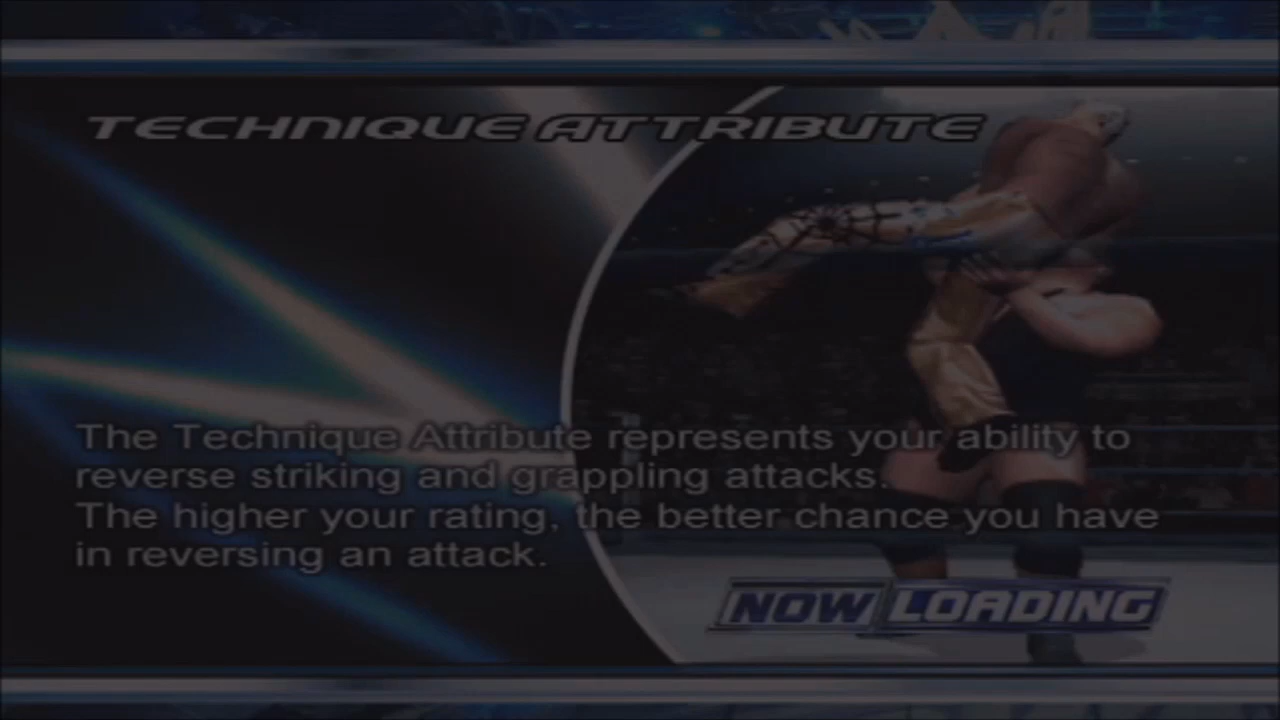 TECHNIQUE ATTRIBUTE
The Technique Attribute represents your ability to
reverse striking and grappling attacks.
The higher your rating, the better chance you have
in reversing an attack.
NOW LOADING